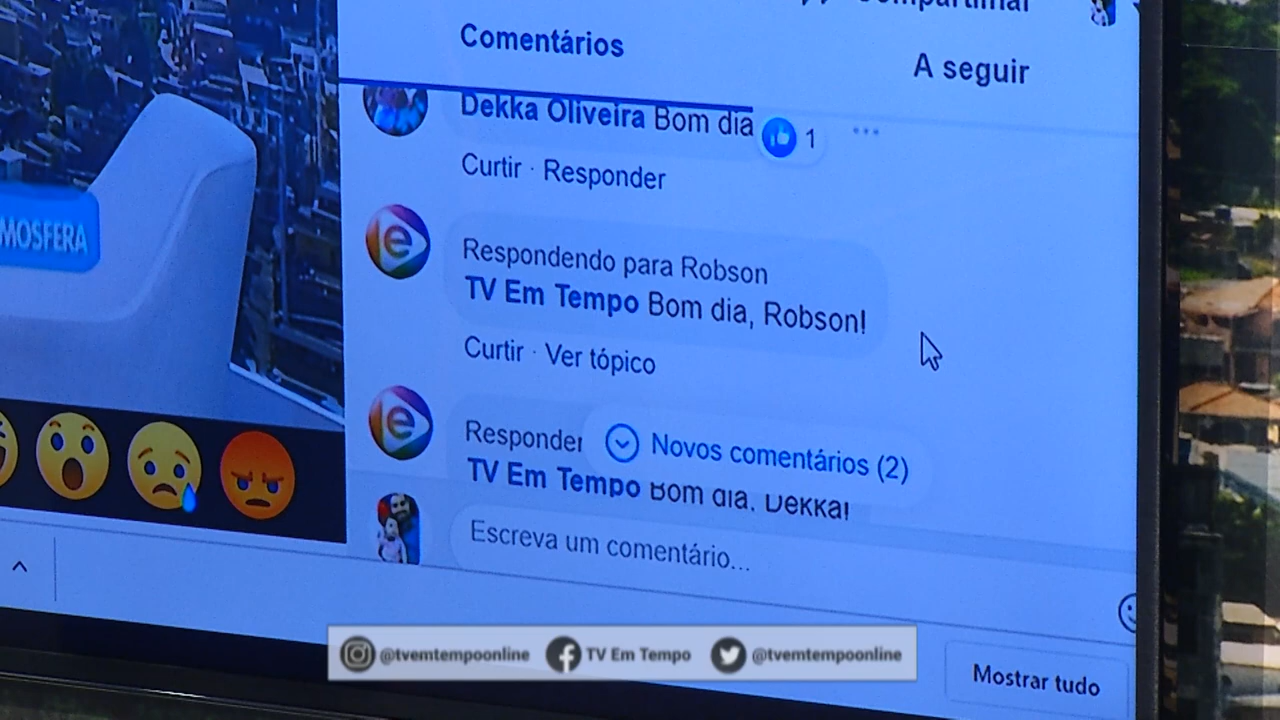 Compartilhar
Comentários
A seguir
Dekka Oliveira Bom dia
1
Curtir · Responder
Respondendo para Robson
TV Em Tempo Bom dia, Robson!
Curtir · Ver tópico
MOSFERA
Novos comentários (2)
TV Em Tempo Bom dia, Dekka!
Escreva um comentário...
@tvemtempoonline TV Em Tempo @tvemtempoonline
Mostrar tudo